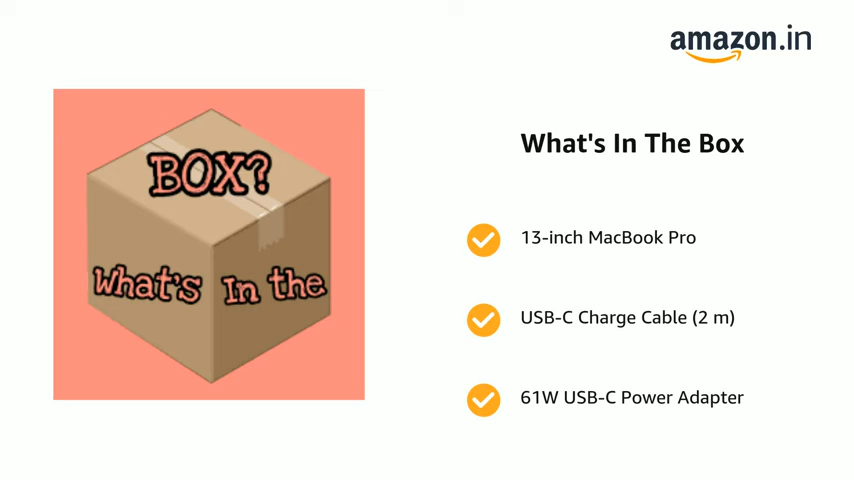 amazon.in
BOX?
What's In the
What's In The Box
13-inch MacBook Pro
USB-C Charge Cable (2 m)
61W USB-C Power Adapter